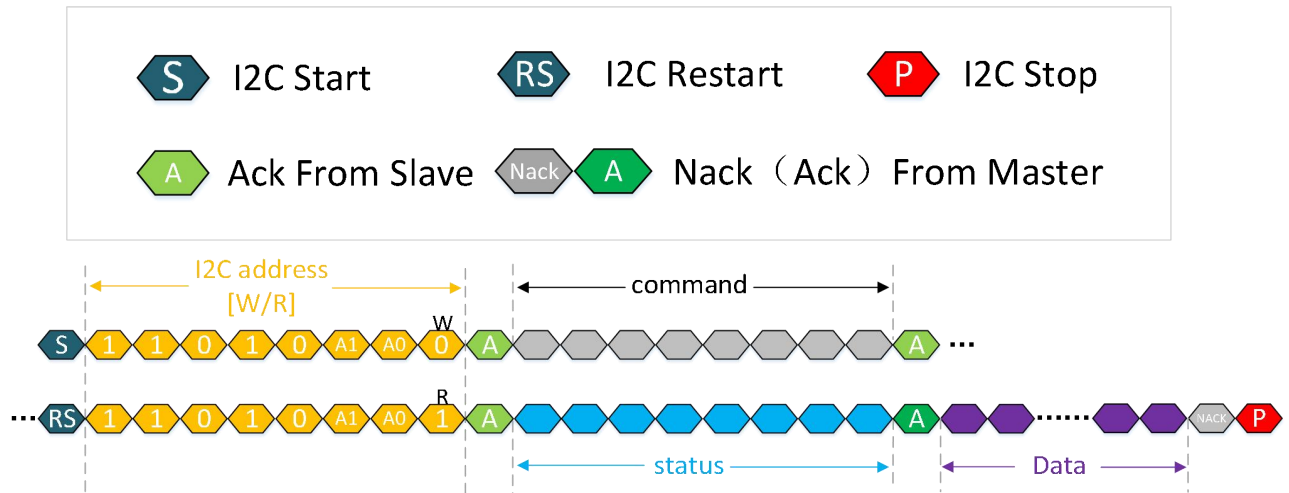 S I2C Start RS I2C Restart P I2C Stop
A Ack From Slave Nack A Nack（Ack）From Master
I2C address
[W/R]
command
W
S 1 1 0 1 0 A1 A0 0 A A ...
R
... RS 1 1 0 1 0 A1 A0 1 A A ...... NACK P
status
Data